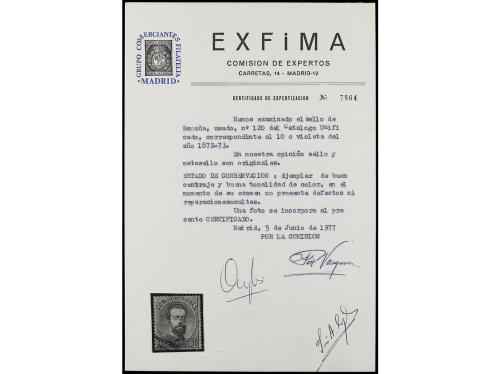 GRUPO COMERCIANTES FILATELIA
MADRID
EXFiMA
COMISION DE EXPERTOS
CARRETAS, 14 - MADRID-12
CERTIFICADO DE EXPERTIZACION Nº 7864
Hemos examinado el sello de
España, usado, nº 120 del Catalogo Unifi
cado, correspondiente al 10 c violeta del
año 1872-73.
En nuestra opinión sello y
matasello son originales.
ESTADO DE CONSERVACION : Ejemplar de buen
centraje y buena tonalidad de color, en el
momento de su examen no presenta defectos ni
reparacionesocultas.
Una foto se incorpora al pre
sente CERTIFICADO.
Madrid, 5 de Junio de 1977
POR LA COMISION